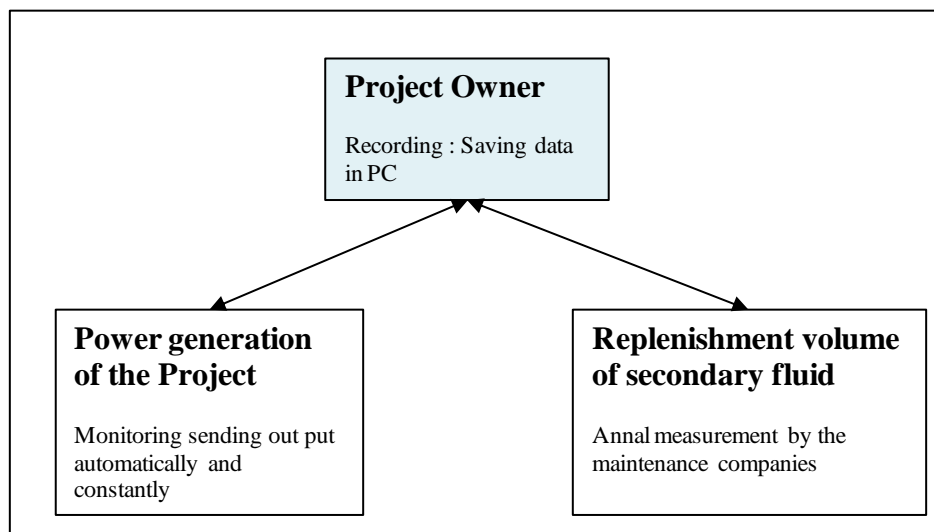 Project Owner
Recording : Saving data
in PC
Power generation
of the Project
Monitoring sending out put
automatically and
constantly
Replenishment volume
of secondary fluid
Annal measurement by the
maintenance companies